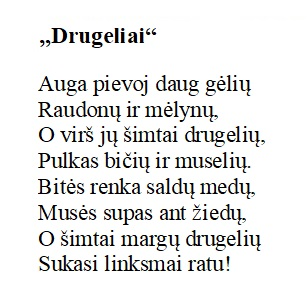 „Drugeliai“
Auga pievoj daug gėlių
Raudonų ir mėlynų,
O virš jų šimtai drugelių,
Pulkas bičių ir muselių.
Bitės renka saldų medų,
Musės supas ant žiedų,
O šimtai margų drugelių
Sukasi linksmai ratu!